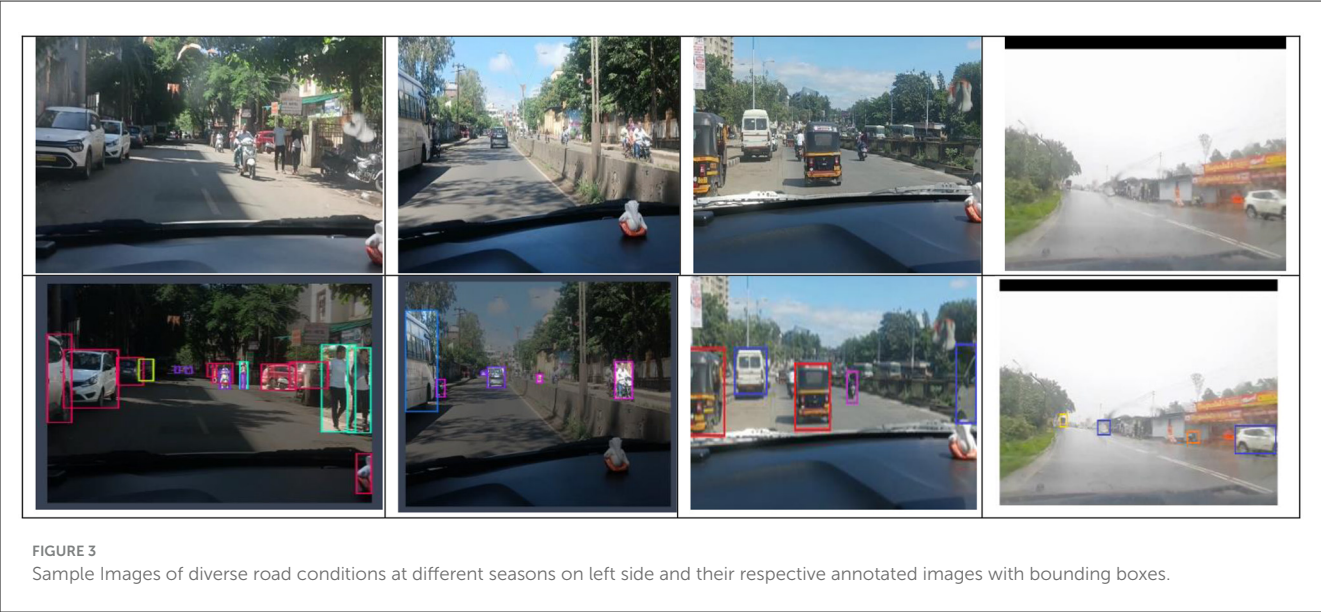 FIGURE 3
Sample Images of diverse road conditions at different seasons on left side and their respective annotated images with bounding boxes.